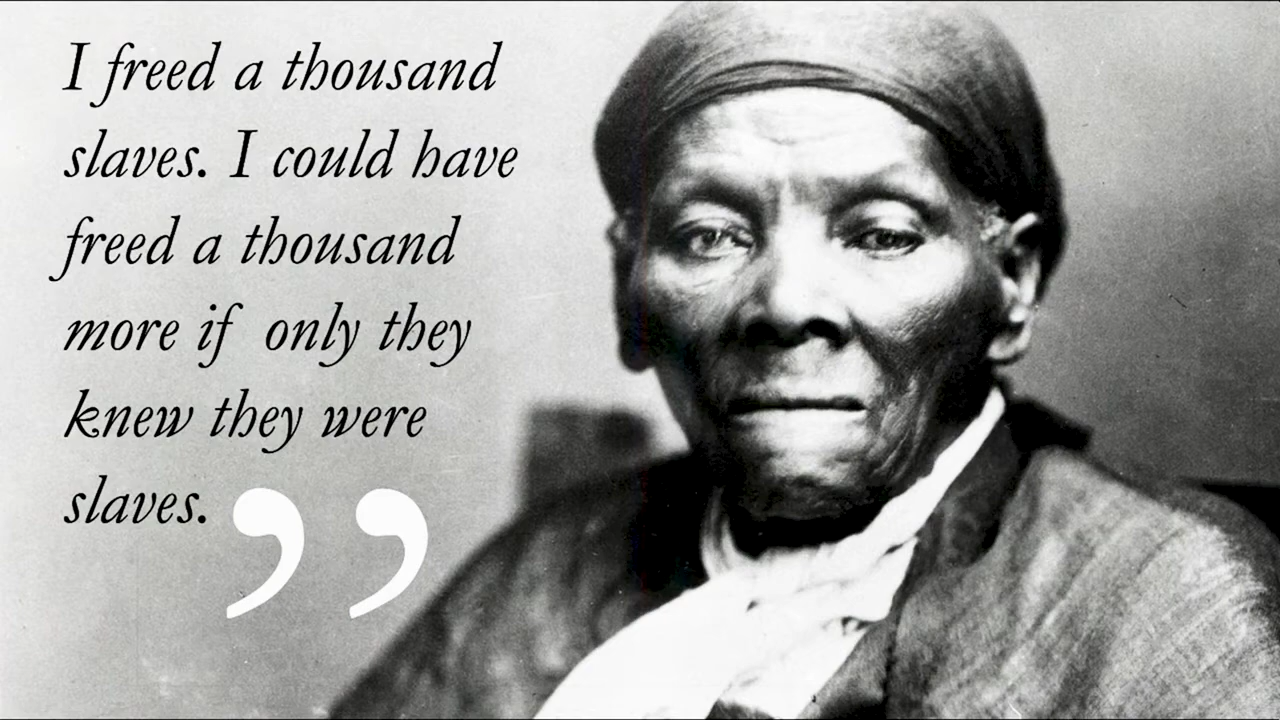 I freed a thousand
slaves. I could have
freed a thousand
more if only they
knew they were
slaves. ”